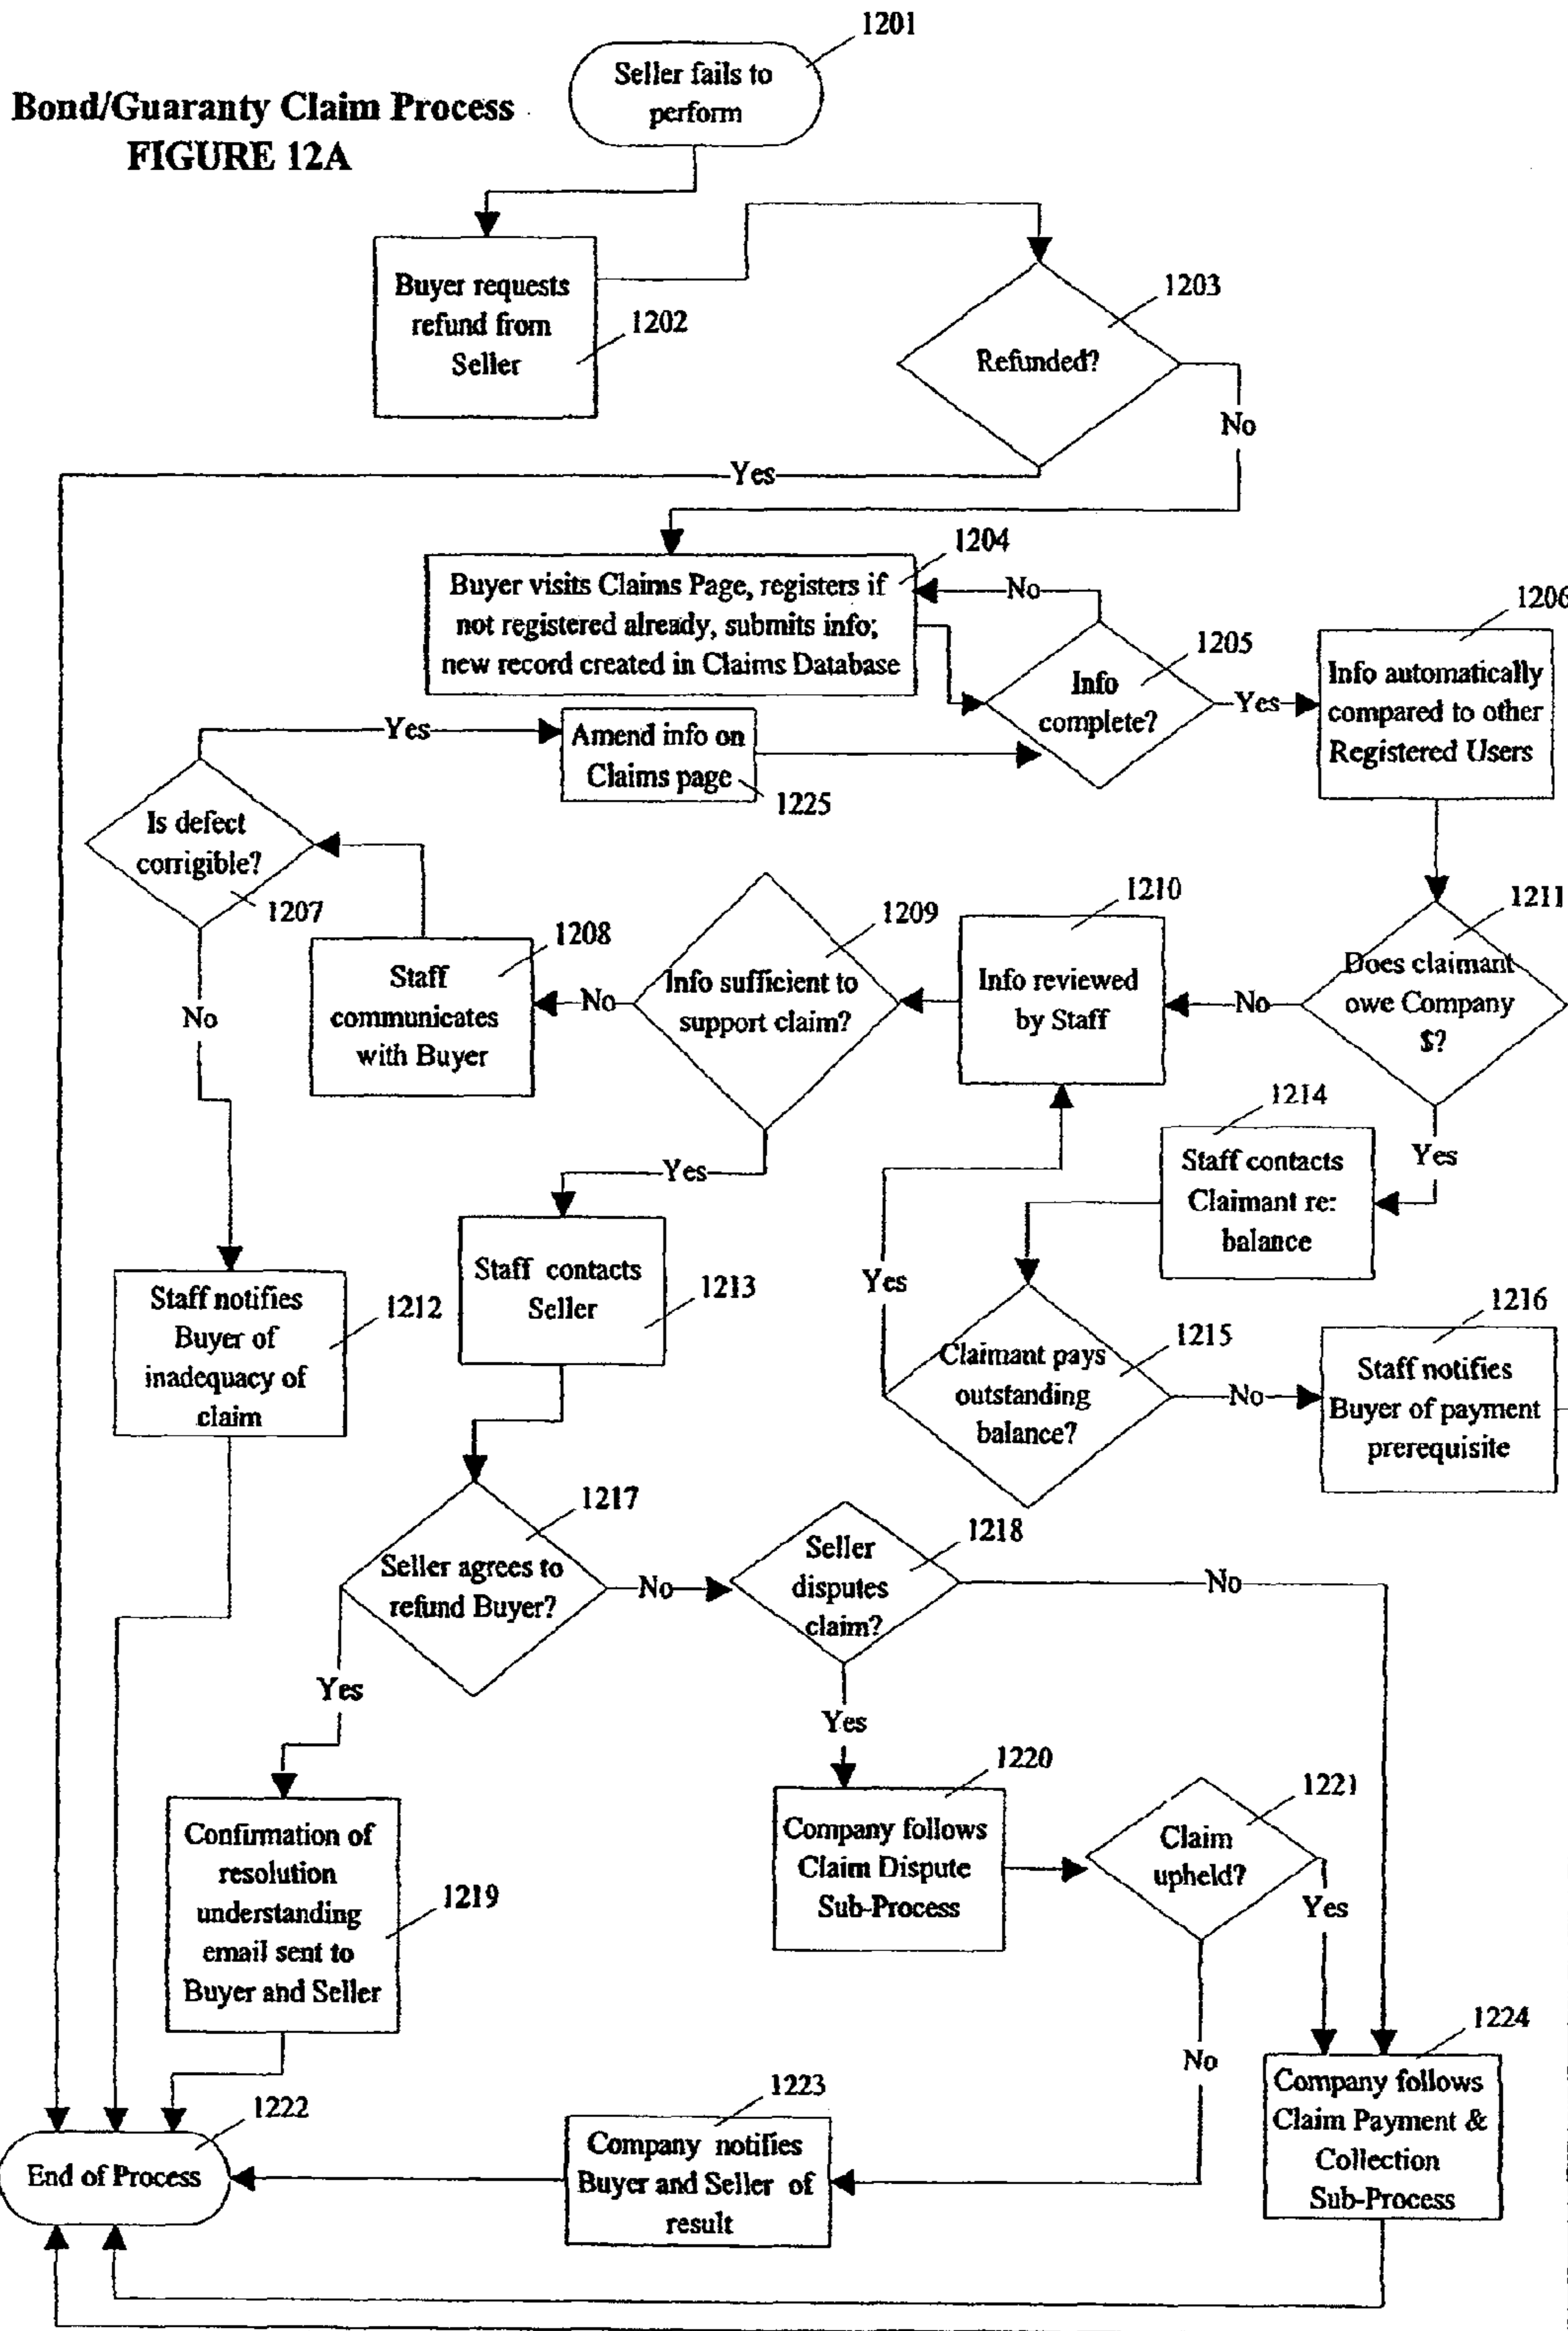 1201
Seller fails to
perform
Bond/Guaranty Claim Process
FIGURE 12A
Buyer requests
refund from
Seller
1202
1203
Refunded?
No
Yes
1204
Buyer visits Claims Page, registers if
not registered already, submits info;
new record created in Claims Database
No
1205
Info
complete?
Yes
1206
Info automatically
compared to other
Registered Users
Yes
Amend info on
Claims page
1225
Is defect
corrigible?
1207
No
1208
Staff
communicates
with Buyer
No
1209
Info sufficient to
support claim?
1210
Info reviewed
by Staff
No
1211
Does claimant
owe Company
$?
Yes
1214
Staff contacts
Claimant re:
balance
Yes
Staff contacts
Seller
1213
Yes
Staff notifies
Buyer of
inadequacy of
claim
1212
1215
Claimant pays
outstanding
balance?
No
1216
Staff notifies
Buyer of payment
prerequisite
1217
Seller agrees to
refund Buyer?
No
1218
Seller
disputes
claim?
No
Yes
Yes
1220
Company follows
Claim Dispute
Sub-Process
1221
Claim
upheld?
Yes
Confirmation of
resolution
understanding
email sent to
Buyer and Seller
1219
No
1224
Company follows
Claim Payment &
Collection
Sub-Process
1223
Company notifies
Buyer and Seller of
result
1222
End of Process